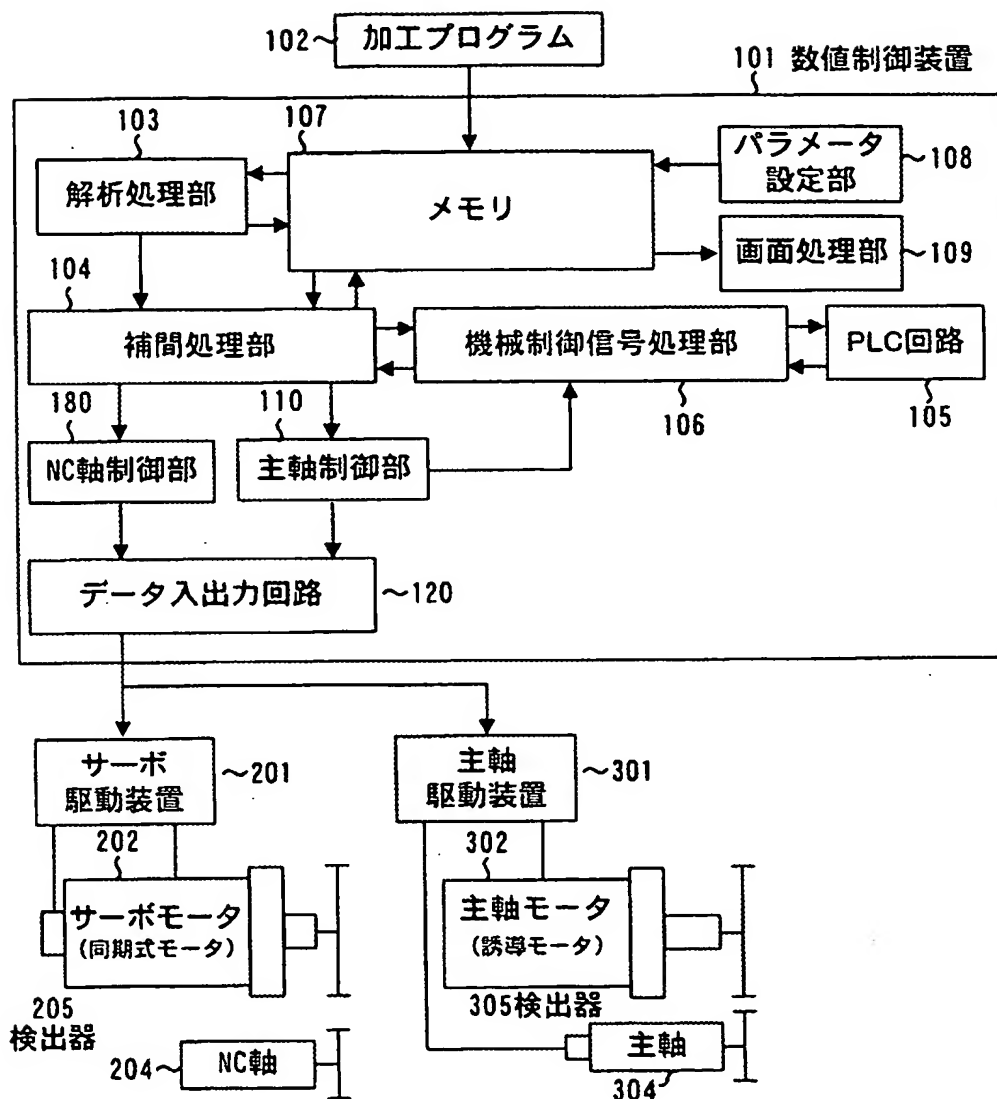 102
加工プログラム
101 数値制御装置
103
107
解析処理部
メモリ
パラメータ
設定部
108
画面処理部
109
104
補間処理部
機械制御信号処理部
PLC回路
106
105
180
110
NC軸制御部
主軸制御部
データ入出力回路
120
サーボ
駆動装置
201
主軸
駆動装置
301
202
サーボモータ
(同期式モータ)
302
主軸モータ
(誘導モータ)
205
検出器
305検出器
204
NC軸
主軸
304